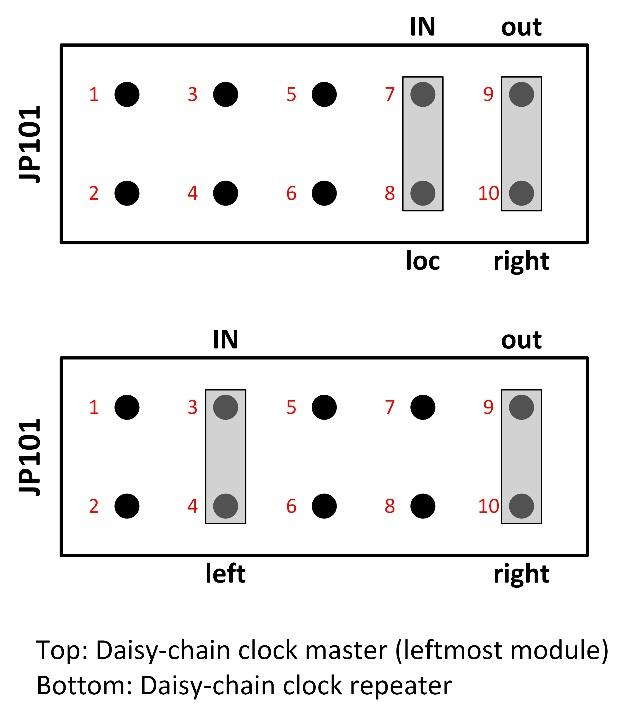 IN out
JP101
1 3 5 7 9
2 4 6 8 10
loc right
IN out
JP101
1 3 5 7 9
2 4 6 8 10
left right
Top: Daisy-chain clock master (leftmost module)
Bottom: Daisy-chain clock repeater